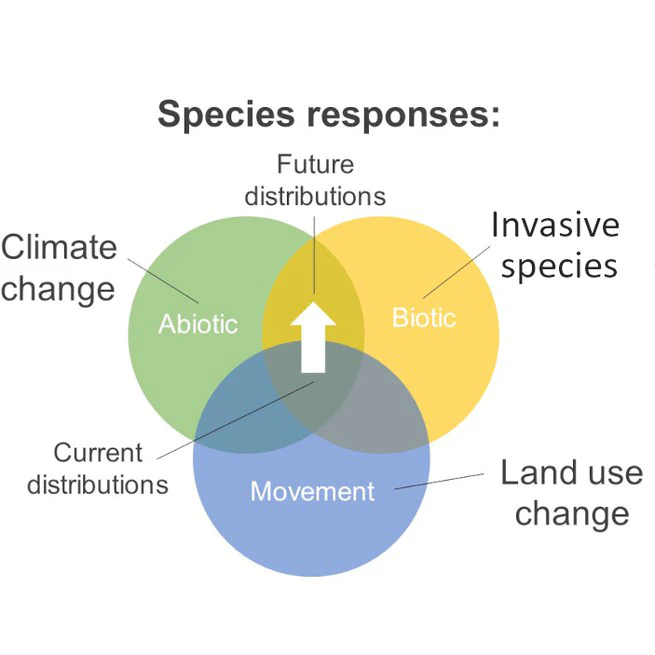 Species responses:
Future
distributions
Invasive
species
Climate
change
Abiotic
Biotic
Current
distributions
Movement
Land use
change